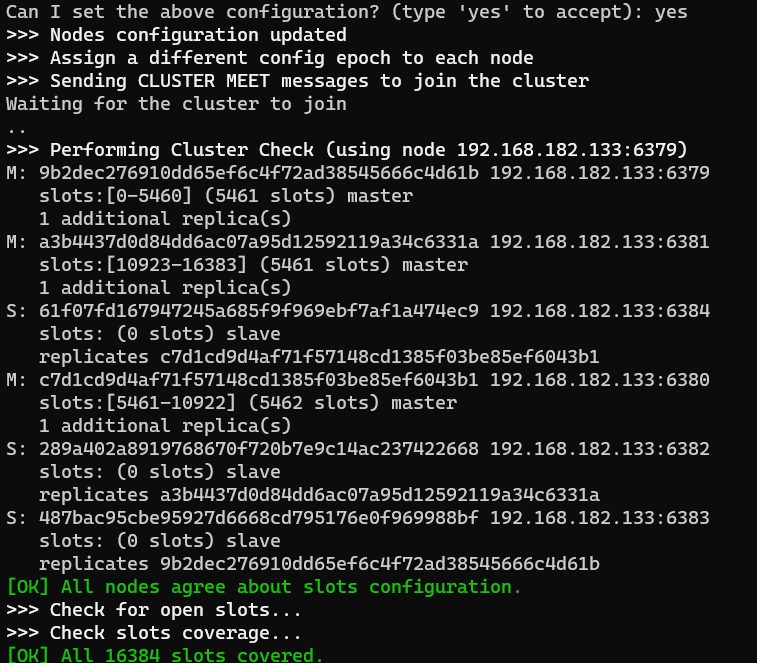 Can I set the above configuration? (type 'yes' to accept): yes
>>> Nodes configuration updated
>>> Assign a different config epoch to each node
>>> Sending CLUSTER MEET messages to join the cluster
Waiting for the cluster to join
..
>>> Performing Cluster Check (using node 192.168.182.133:6379)
M: 9b2dec276910dd65ef6c4f72ad38545666c4d61b 192.168.182.133:6379
   slots:[0-5460] (5461 slots) master
   1 additional replica(s)
M: a3b4437d0d84dd6ac07a95d12592119a34c6331a 192.168.182.133:6381
   slots:[10923-16383] (5461 slots) master
   1 additional replica(s)
S: 61f07fd167947245a685f9f969ebf7af1a474ec9 192.168.182.133:6384
   slots: (0 slots) slave
   replicates c7d1cd9d4af71f57148cd1385f03be85ef6043b1
M: c7d1cd9d4af71f57148cd1385f03be85ef6043b1 192.168.182.133:6380
   slots:[5461-10922] (5462 slots) master
   1 additional replica(s)
S: 289a402a8919768670f720b7e9c14ac237422668 192.168.182.133:6382
   slots: (0 slots) slave
   replicates a3b4437d0d84dd6ac07a95d12592119a34c6331a
S: 487bac95cbe95927d6668cd795176e0f969988bf 192.168.182.133:6383
   slots: (0 slots) slave
   replicates 9b2dec276910dd65ef6c4f72ad38545666c4d61b
[OK] All nodes agree about slots configuration.
>>> Check for open slots...
>>> Check slots coverage...
[OK] All 16384 slots covered.